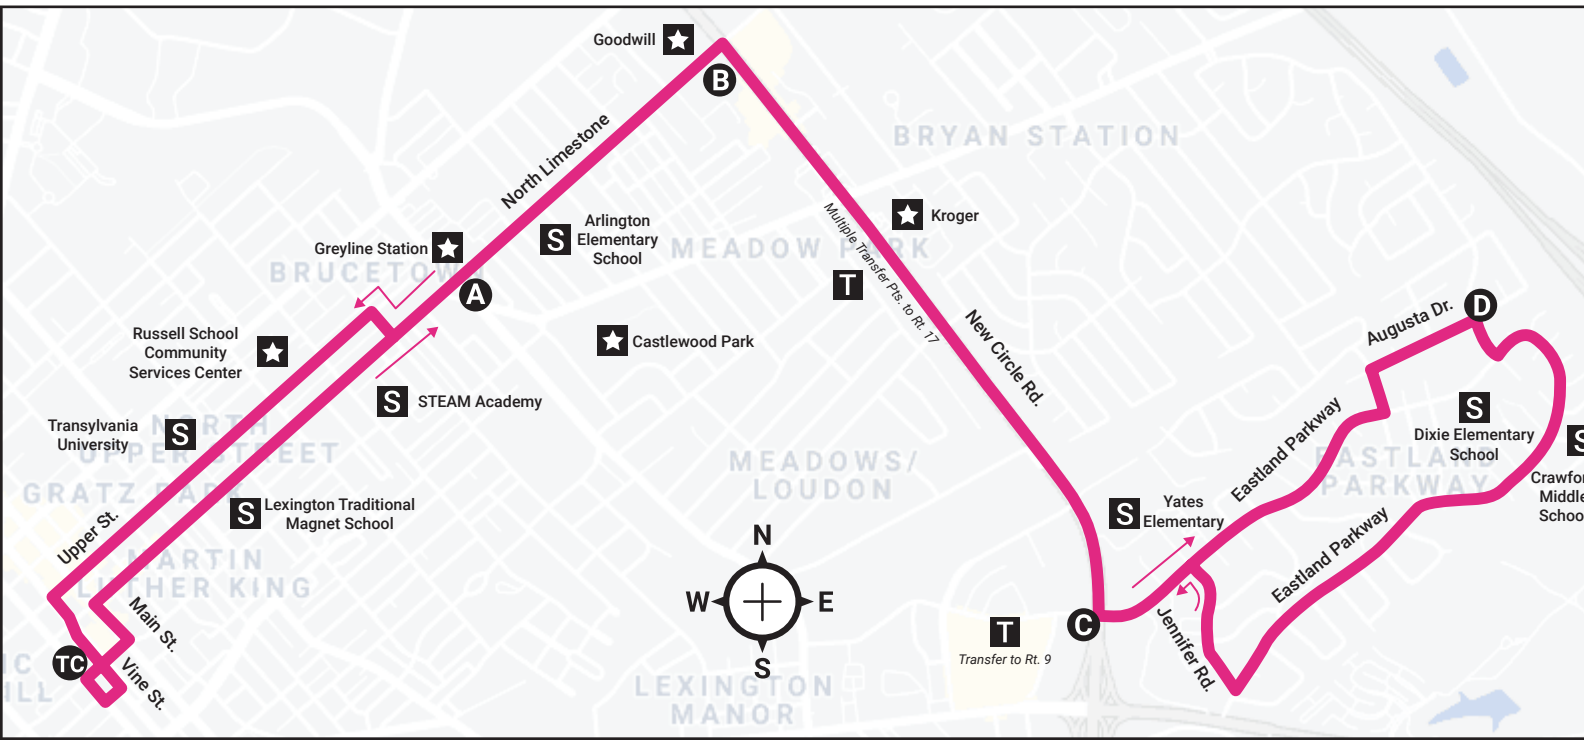 Goodwill
B
BRYAN STATION
North Limestone
Kroger
Multiple Transfer Pts. to Rt. 17
MEADOW PARK
T
S
Arlington
Elementary
School
Greyline Station
BRUCETOWN
A
New Circle Rd.
Castlewood Park
Russell School
Community
Services Center
S
STEAM Academy
Transylvania
University
S
NORTH
UPPER STREET
GRATZ PARK
S
Lexington Traditional
Magnet School
Upper St.
MARTIN
LUTHER KING
Main St.
Vine St.
TC
HILL
MEADOWS/
LOUDON
N
W
E
S
LEXINGTON
MANOR
T
Transfer to Rt. 9
C
S
Yates
Elementary
Jennifer Rd.
Eastland Parkway
Eastland Parkway
EASTLAND
PARKWAY
Augusta Dr.
D
S
Dixie Elementary
School
S
Crawfor
Middle
Schoo